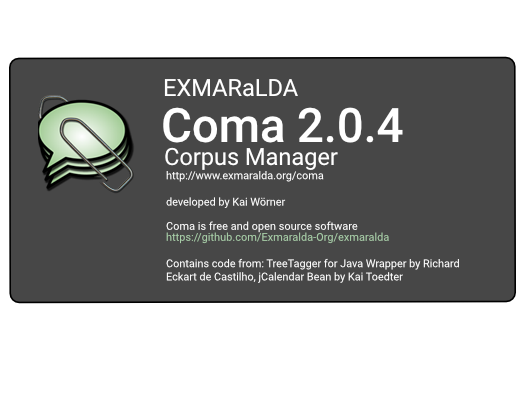 EXMARaLDA
Coma 2.0.4
Corpus Manager
http://www.exmaralda.org/coma
developed by Kai Wörner
Coma is free and open source software
https://github.com/Exmaralda-Org/exmaralda
Contains code from: TreeTagger for Java Wrapper by Richard
Eckart de Castilho, jCalendar Bean by Kai Toedter